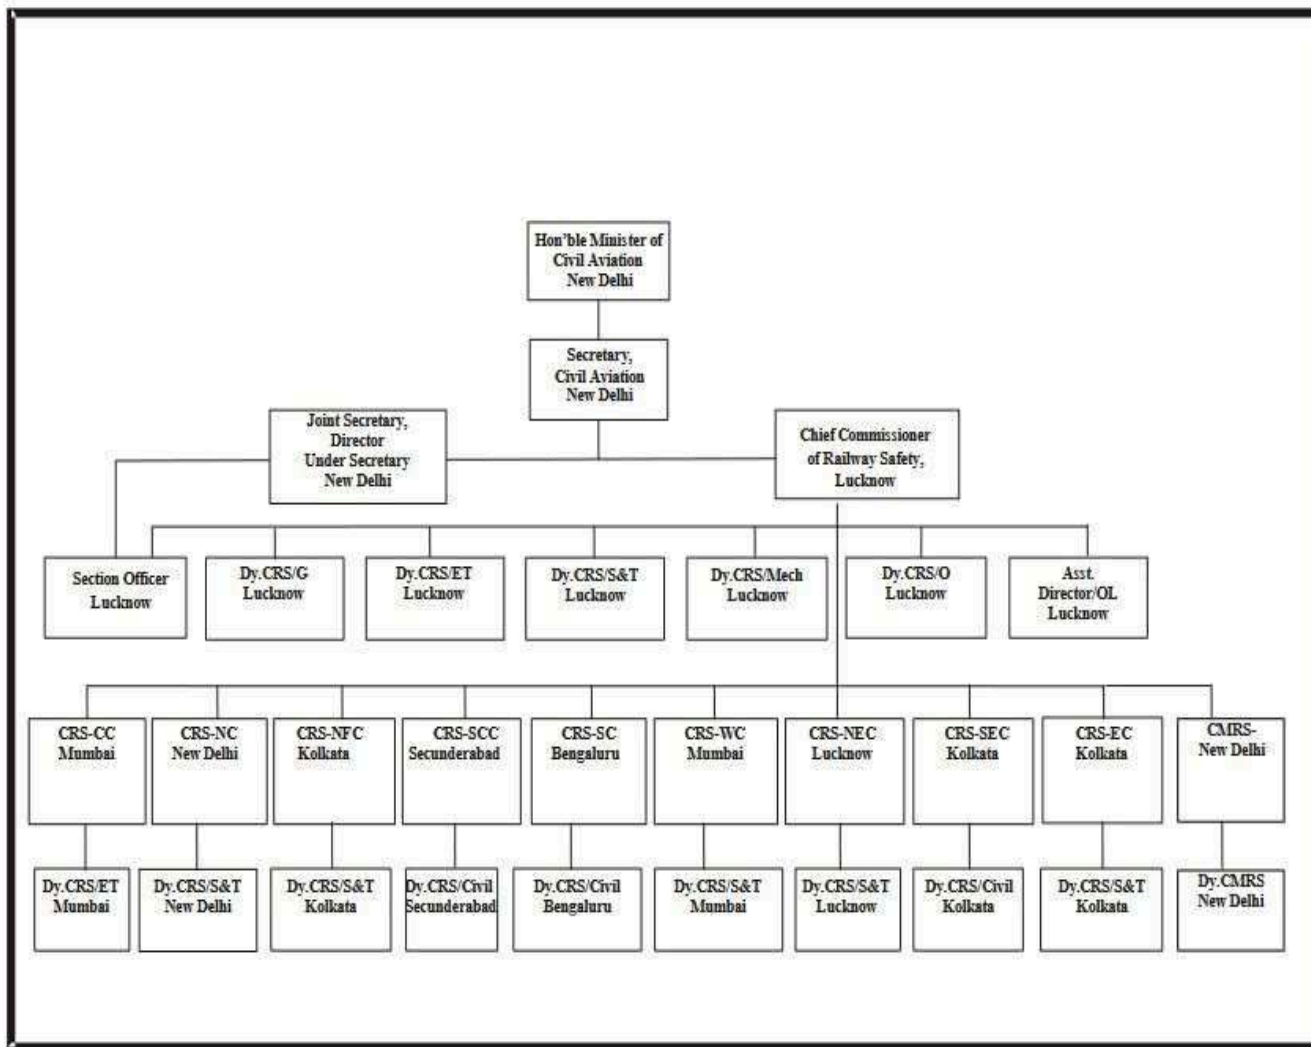 Hon'ble Minister of
Civil Aviation
New Delhi
Secretary,
Civil Aviation
New Delhi
Joint Secretary,
Director
Under Secretary
New Delhi
Chief Commissioner
of Railway Safety,
Lucknow
Section Officer
Lucknow
Dy.CRS/G
Lucknow
Dy.CRS/ET
Lucknow
Dy.CRS/S&T
Lucknow
Dy.CRS/Mech
Lucknow
Dy.CRS/O
Lucknow
Asst.
Director/OL
Lucknow
CRS-CC
Mumbai
CRS-NC
New Delhi
CRS-NFC
Kolkata
CRS-SCC
Secunderabad
CRS-SC
Bengaluru
CRS-WC
Mumbai
CRS-NEC
Lucknow
CRS-SEC
Kolkata
CRS-EC
Kolkata
CMRS-
New Delhi
Dy.CRS/ET
Mumbai
Dy.CRS/S&T
New Delhi
Dy.CRS/S&T
Kolkata
Dy.CRS/Civil
Secunderabad
Dy.CRS/Civil
Bengaluru
Dy.CRS/S&T
Mumbai
Dy.CRS/S&T
Lucknow
Dy.CRS/Civil
Kolkata
Dy.CRS/S&T
Kolkata
Dy.CMRS
New Delhi